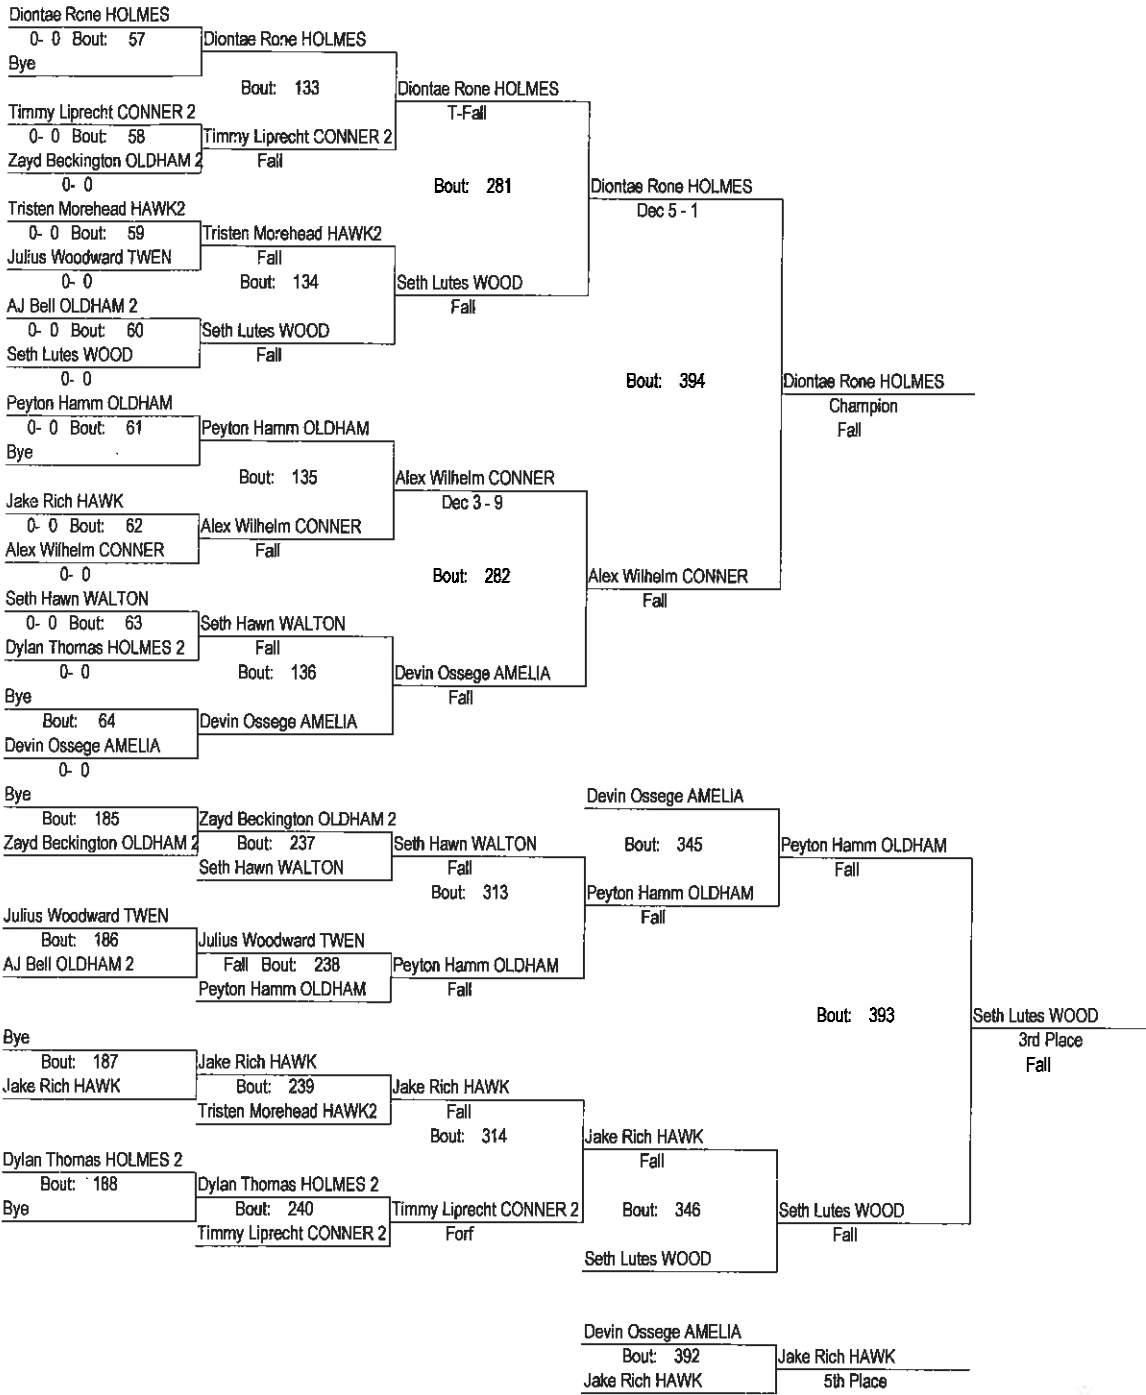 Diontae Rone HOLMES
0- 0 Bout: 57
Bye
Diontae Rone HOLMES
Bout: 133
Timmy Liprecht CONNER 2
0- 0 Bout: 58
Zayd Beckington OLDHAM 2
0- 0
Timmy Liprecht CONNER 2
Fall
Diontae Rone HOLMES
T-Fall
Bout: 281
Tristen Morehead HAWK2
0- 0 Bout: 59
Julius Woodward TWEN
0- 0
Tristen Morehead HAWK2
Fall
Bout: 134
AJ Bell OLDHAM 2
0- 0 Bout: 60
Seth Lutes WOOD
0- 0
Seth Lutes WOOD
Fall
Seth Lutes WOOD
Fall
Diontae Rone HOLMES
Dec 5 - 1
Bout: 394
Peyton Hamm OLDHAM
0- 0 Bout: 61
Bye
Peyton Hamm OLDHAM
Bout: 135
Jake Rich HAWK
0- 0 Bout: 62
Alex Wilhelm CONNER
0- 0
Alex Wilhelm CONNER
Fall
Alex Wilhelm CONNER
Dec 3 - 9
Bout: 282
Seth Hawn WALTON
0- 0 Bout: 63
Dylan Thomas HOLMES 2
0- 0
Seth Hawn WALTON
Fall
Bout: 136
Bye
Bout: 64
Devin Ossege AMELIA
0- 0
Devin Ossege AMELIA
Devin Ossege AMELIA
Fall
Alex Wilhelm CONNER
Fall
Diontae Rone HOLMES
Champion
Fall
Bye
Bout: 185
Zayd Beckington OLDHAM 2
Zayd Beckington OLDHAM 2
Bout: 237
Seth Hawn WALTON
Seth Hawn WALTON
Fall
Bout: 313
Julius Woodward TWEN
Bout: 186
AJ Bell OLDHAM 2
Julius Woodward TWEN
Fall Bout: 238
Peyton Hamm OLDHAM
Peyton Hamm OLDHAM
Fall
Devin Ossege AMELIA
Bout: 345
Peyton Hamm OLDHAM
Fall
Peyton Hamm OLDHAM
Fall
Bout: 393
Bye
Bout: 187
Jake Rich HAWK
Jake Rich HAWK
Bout: 239
Tristen Morehead HAWK2
Jake Rich HAWK
Fall
Bout: 314
Dylan Thomas HOLMES 2
Bout: 188
Bye
Dylan Thomas HOLMES 2
Bout: 240
Timmy Liprecht CONNER 2
Timmy Liprecht CONNER 2
Forf
Jake Rich HAWK
Fall
Bout: 346
Seth Lutes WOOD
Seth Lutes WOOD
Fall
Seth Lutes WOOD
3rd Place
Fall
Devin Ossege AMELIA
Bout: 392
Jake Rich HAWK
Jake Rich HAWK
5th Place